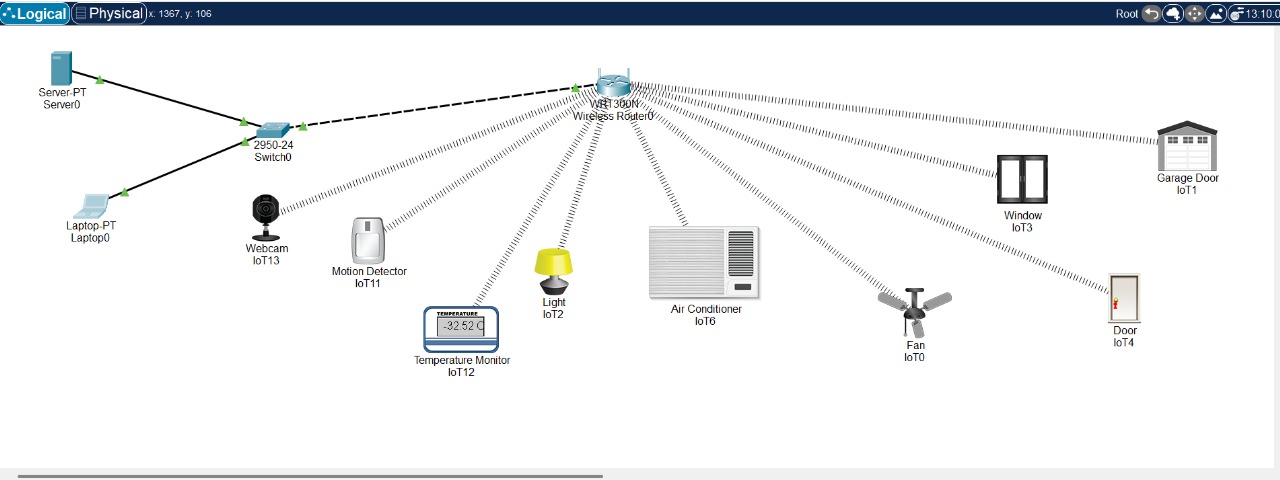 Logical Physical x: 1367, y: 106 Root 13:10:0
Server-PT
Server0
WRT300N
Wireless Router0
2950-24
Switch0
Laptop-PT
Laptop0
Webcam
IoT13
Motion Detector
IoT11
TEMPERATURE
-32.52 C
Temperature Monitor
IoT12
Light
IoT2
Air Conditioner
IoT6
Fan
IoT0
Window
IoT3
Door
IoT4
Garage Door
IoT1